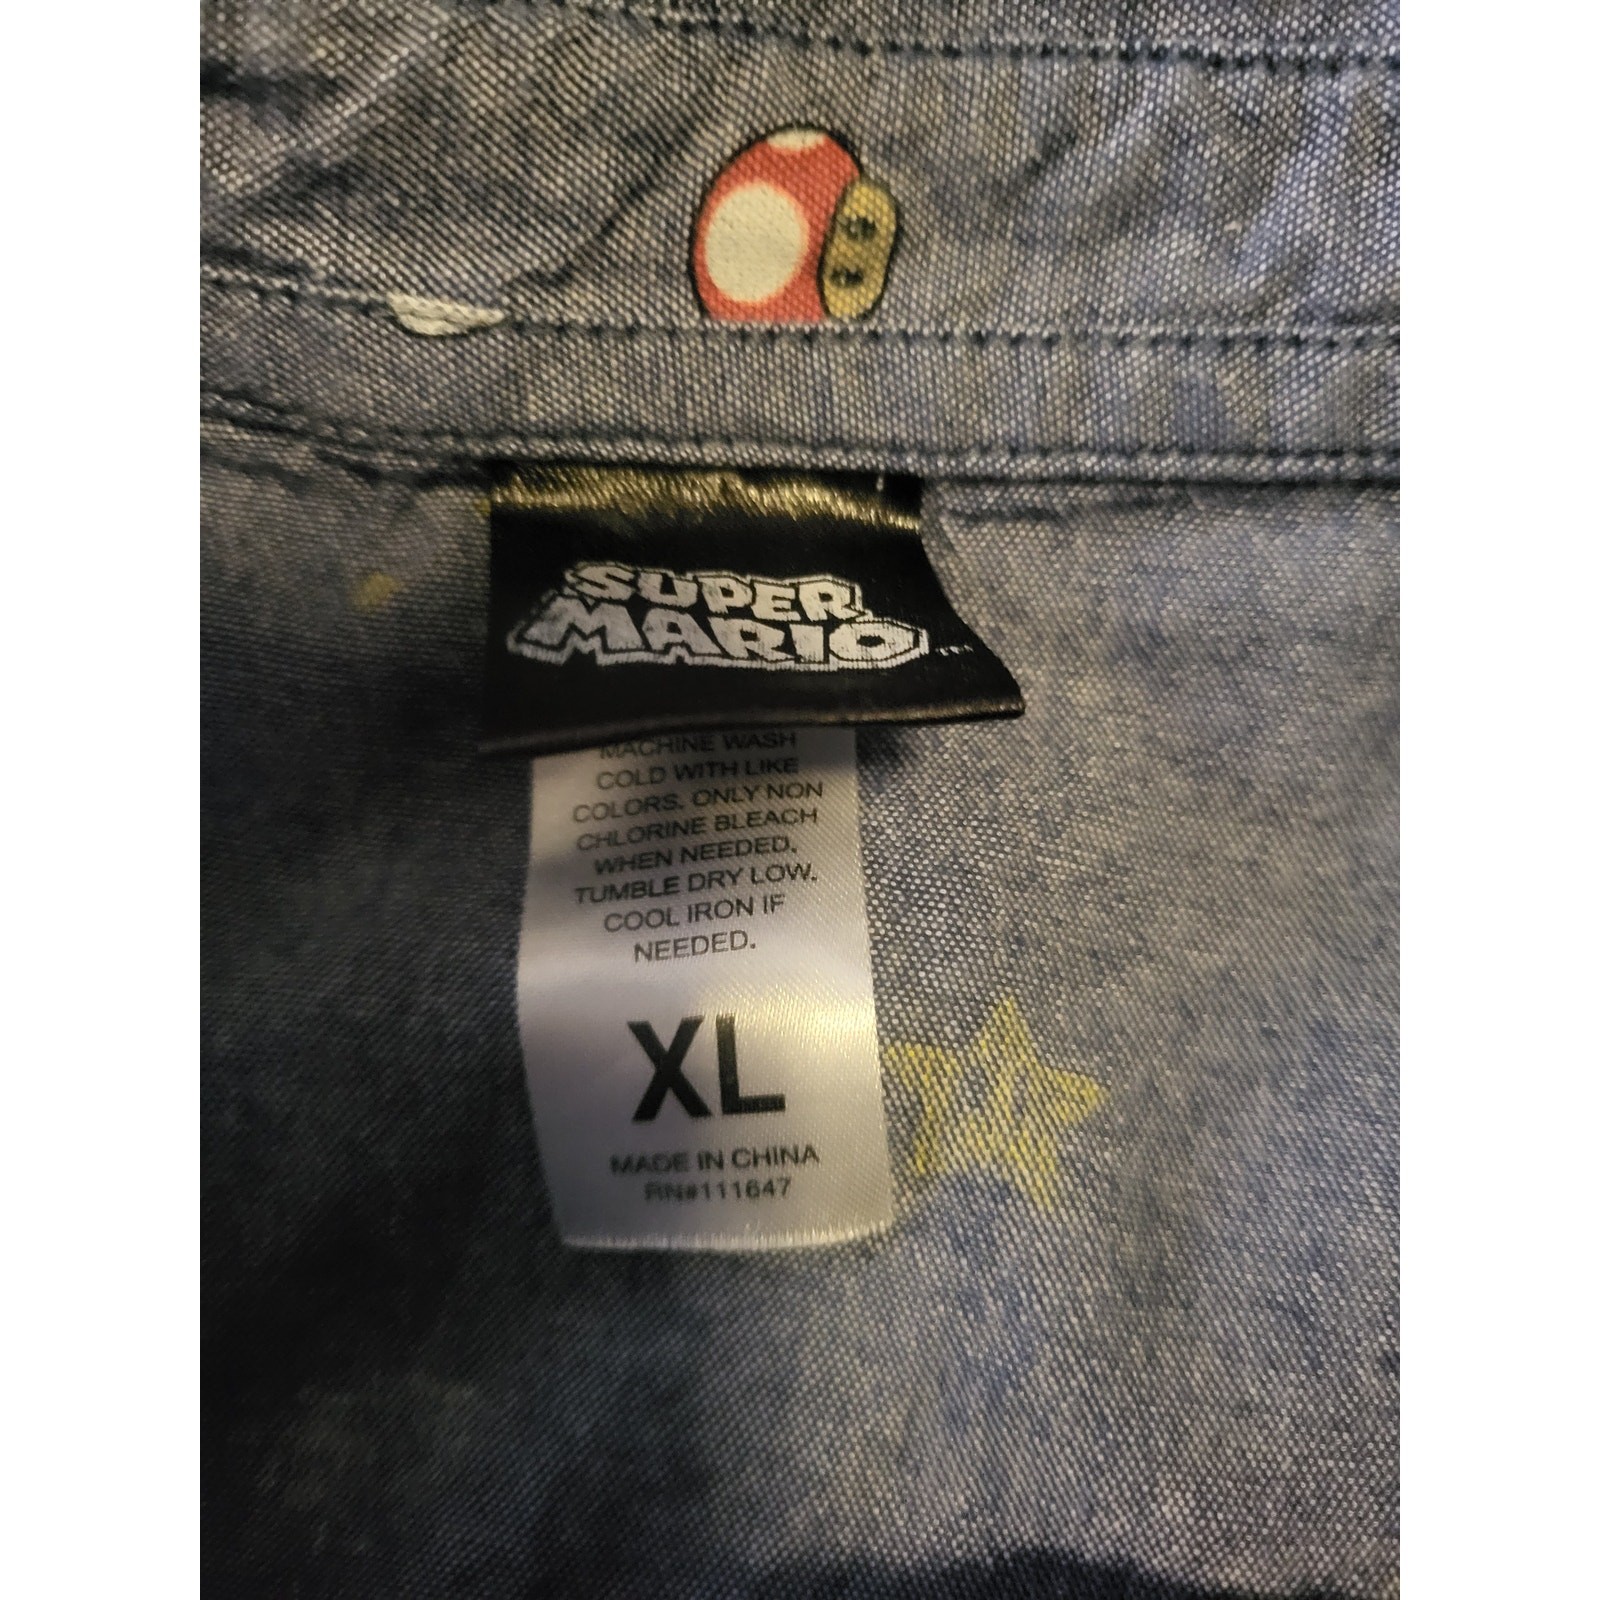 SUPER
MARIO
MACHINE WASH
COLD WITH LIKE
COLORS. ONLY NON
CHLORINE BLEACH
WHEN NEEDED.
TUMBLE DRY LOW.
COOL IRON IF
NEEDED.
XL
MADE IN CHINA
RN#111647